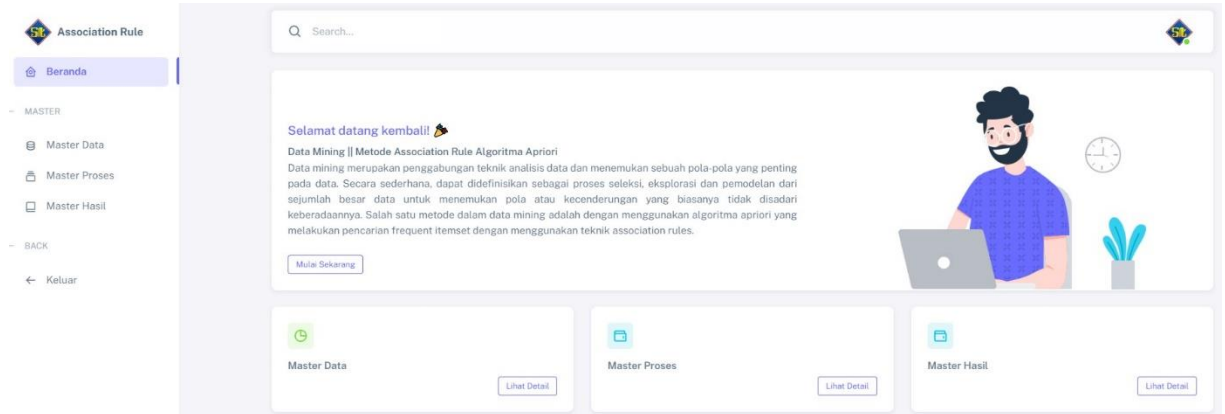 Sit
Association Rule
Beranda
MASTER
Master Data
Master Proses
Master Hasil
BACK
Keluar
Search...
Sit
Selamat datang kembali!
Data Mining || Metode Association Rule Algoritma Apriori
Data mining merupakan penggabungan teknik analisis data dan menemukan sebuah pola-pola yang penting
pada data. Secara sederhana, dapat didefinisikan sebagai proses seleksi, eksplorasi dan pemodelan dari
sejumlah besar data untuk menemukan pola atau kecenderungan yang biasanya tidak disadari
keberadaannya. Salah satu metode dalam data mining adalah dengan menggunakan algoritma apriori yang
melakukan pencarian frequent itemset dengan menggunakan teknik association rules.
Mulai Sekarang
Master Data
Lihat Detail
Master Proses
Lihat Detail
Master Hasil
Lihat Detail